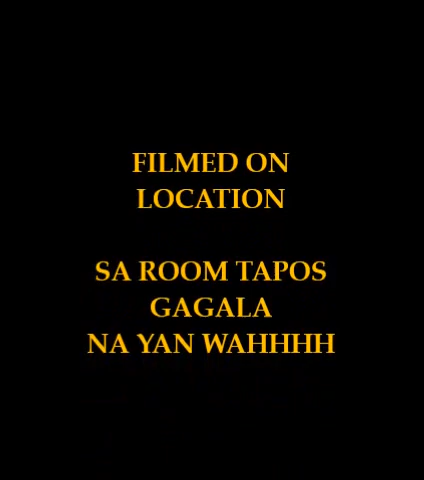 FILMED ON
LOCATION
SA ROOM TAPOS
GAGALA
NA YAN WAHHHH